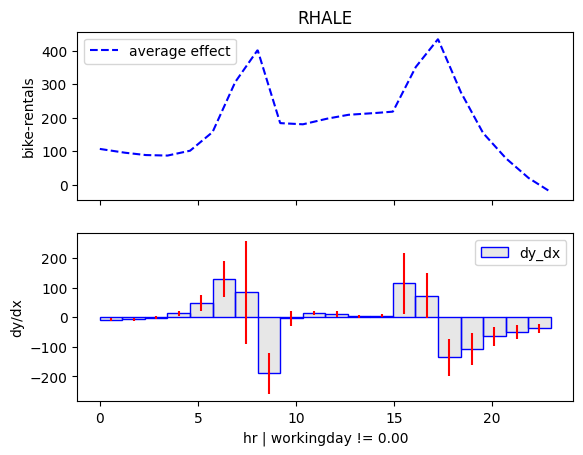 RHALE
average effect
bike-rentals
400
300
200
100
0
dy_dx
dy/dx
200
100
0
−100
−200
0
5
10
15
20
hr | workingday != 0.00